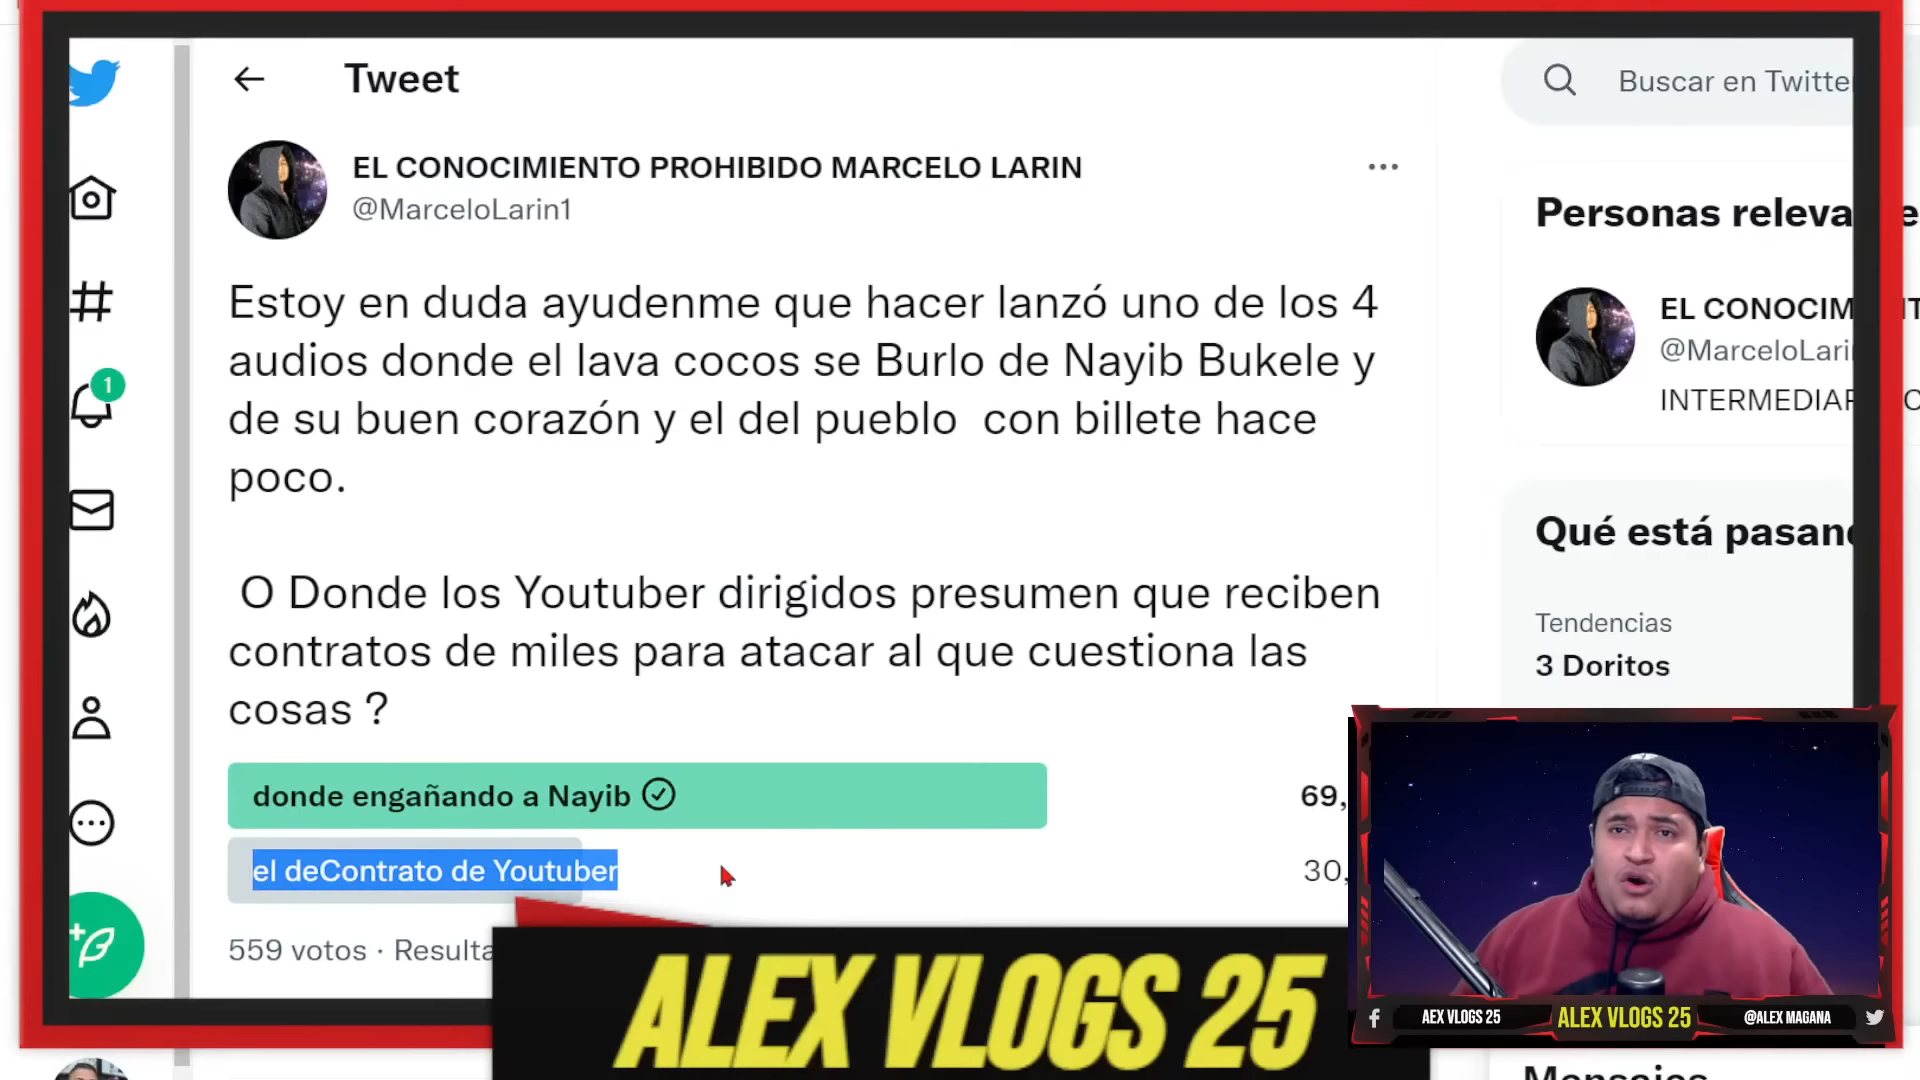 Tweet
Buscar en Twitte
EL CONOCIMIENTO PROHIBIDO MARCELO LARIN
@MarceloLarin1
Estoy en duda ayudenme que hacer lanzó uno de los 4
audios donde el lava cocos se Burlo de Nayib Bukele y
de su buen corazón y el del pueblo con billete hace
poco.
O Donde los Youtuber dirigidos presumen que reciben
contratos de miles para atacar al que cuestiona las
cosas ?
donde engañando a Nayib
69,
el deContrato de Youtuber
30,
559 votos · Resulta
1
Personas releva
EL CONOCIM
@MarceloLari
INTERMEDIAR
Qué está pasand
Tendencias
3 Doritos
ALEX VLOGS 25
AEX VLOGS 25
ALEX VLOGS 25
@ALEX MAGANA
Mensajes